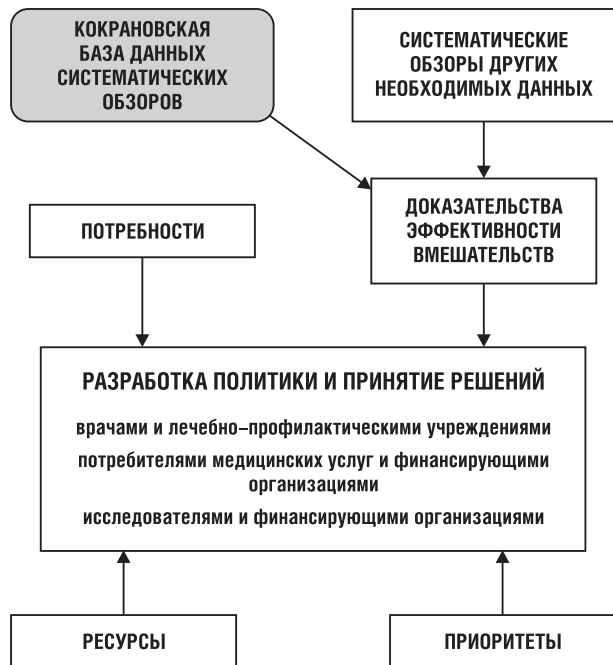 КОКРАНОВСКАЯ
БАЗА ДАННЫХ
СИСТЕМАТИЧЕСКИХ
ОБЗОРОВ
СИСТЕМАТИЧЕСКИЕ
ОБЗОРЫ ДРУГИХ
НЕОБХОДИМЫХ ДАННЫХ
ПОТРЕБНОСТИ
ДОКАЗАТЕЛЬСТВА
ЭФФЕКТИВНОСТИ
ВМЕШАТЕЛЬСТВ
РАЗРАБОТКА ПОЛИТИКИ И ПРИНЯТИЕ РЕШЕНИЙ
врачами и лечебно–профилактическими учреждениями
потребителями медицинских услуг и финансирующими
организациями
исследователями и финансирующими организациями
РЕСУРСЫ
ПРИОРИТЕТЫ